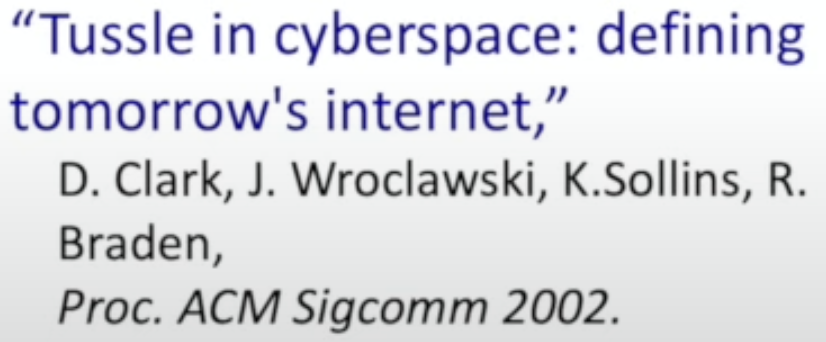 “Tussle in cyberspace: defining
tomorrow's internet,”
D. Clark, J. Wroclawski, K.Sollins, R.
Braden,
Proc. ACM Sigcomm 2002.